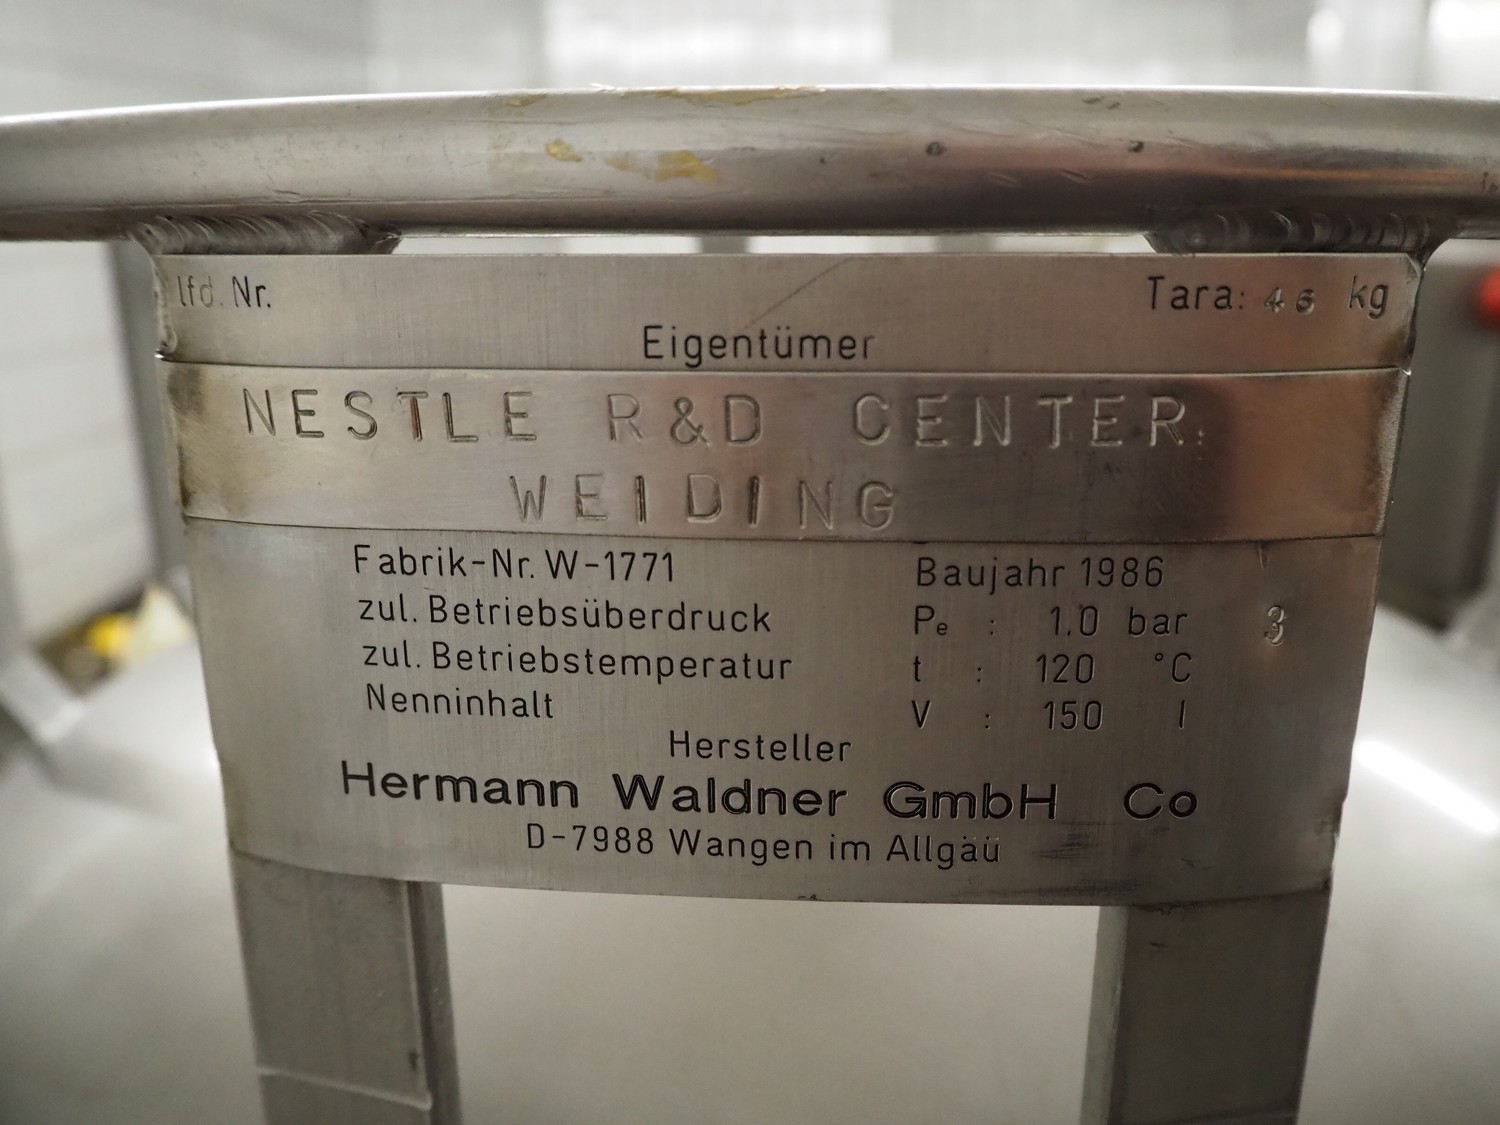 lfd. Nr.
Tara: 46 kg
Eigentümer
NESTLE R&D CENTER.
WEIDING
Fabrik-Nr. W-1771 Baujahr 1986
zul. Betriebsüberdruck Pe : 1.0 bar 3
zul. Betriebstemperatur t : 120 °C
Nenninhalt V : 150 l
Hersteller
Hermann Waldner GmbH Co
D-7988 Wangen im Allgäü